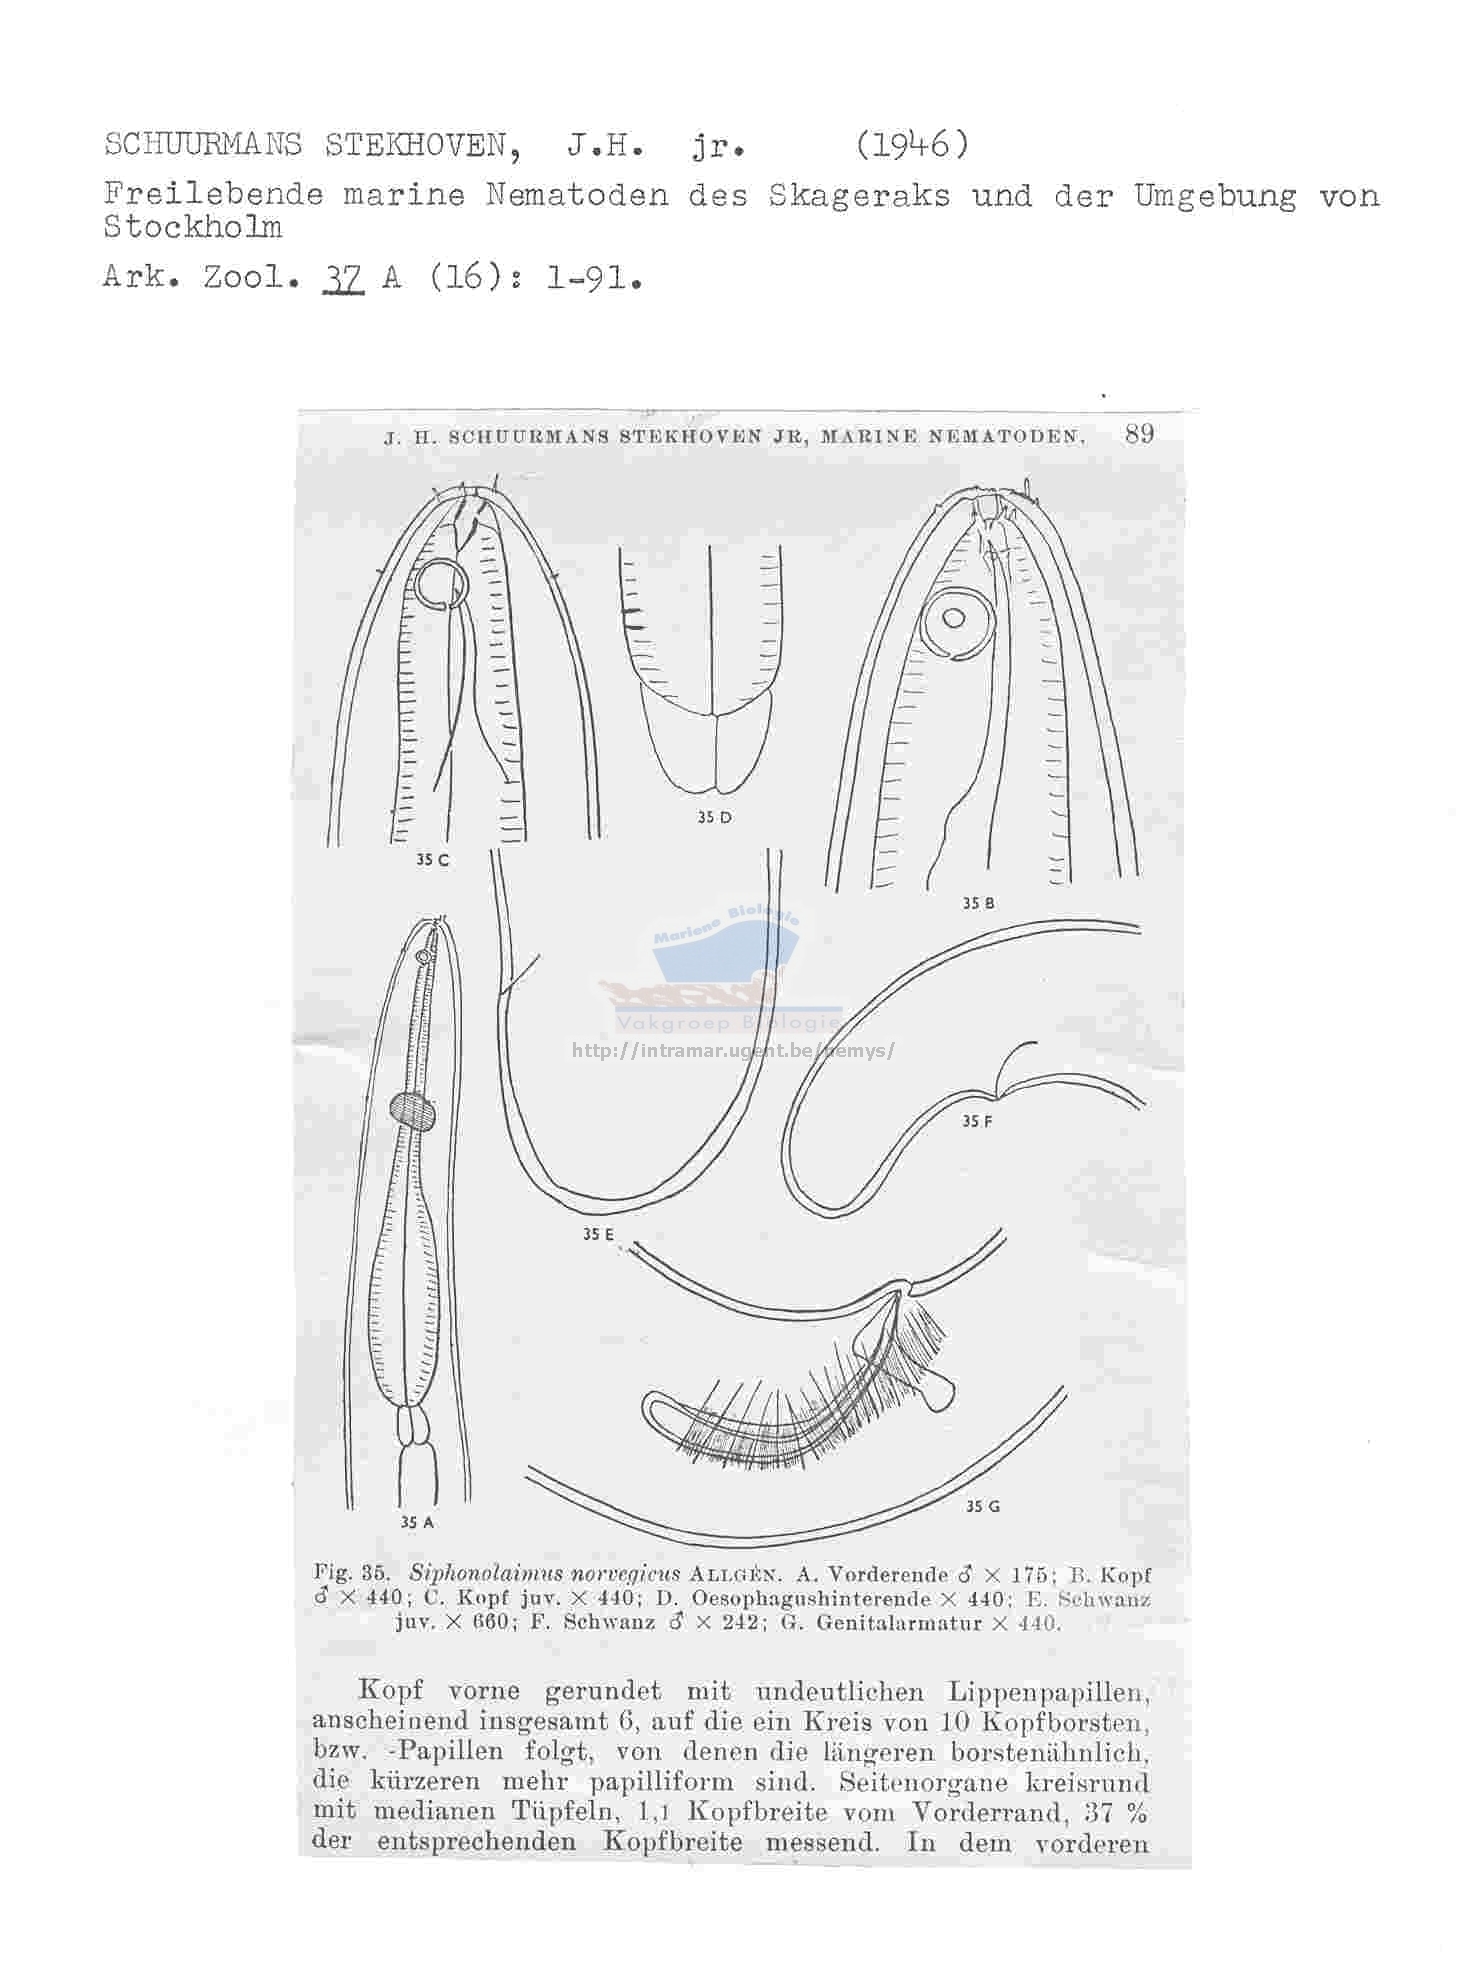 SCHUURMANS STEKHOVEN, J.H. jr. (1946)
Freilebende marine Nematoden des Skageraks und der Umgebung von
Stockholm
Ark. Zool. 37 A (16): 1-91.
J. H. SCHUURMANS STEKHOVEN JR, MARINE NEMATODEN. 89
35 D
35 C
35 B
Mariene Biologie
Vakgroep Biologie
http://intramar.ugent.be/nemys/
35 F
35 E
35 G
35 A
Fig. 35. Siphonolaimus norvegicus ALLGÉN. A. Vorderende ♂ × 175; B. Kopf
♂ × 440; C. Kopf juv. × 440; D. Oesophagushinterende × 440; E. Schwanz
juv. × 660; F. Schwanz ♂ × 242; G. Genitalarmatur × 440.
Kopf vorne gerundet mit undeutlichen Lippenpapillen,
anscheinend insgesamt 6, auf die ein Kreis von 10 Kopfborsten,
bzw. -Papillen folgt, von denen die längeren borstenähnlich,
die kürzeren mehr papilliform sind. Seitenorgane kreisrund
mit medianen Tüpfeln, 1,1 Kopfbreite vom Vorderrand, 37 %
der entsprechenden Kopfbreite messend. In dem vorderen